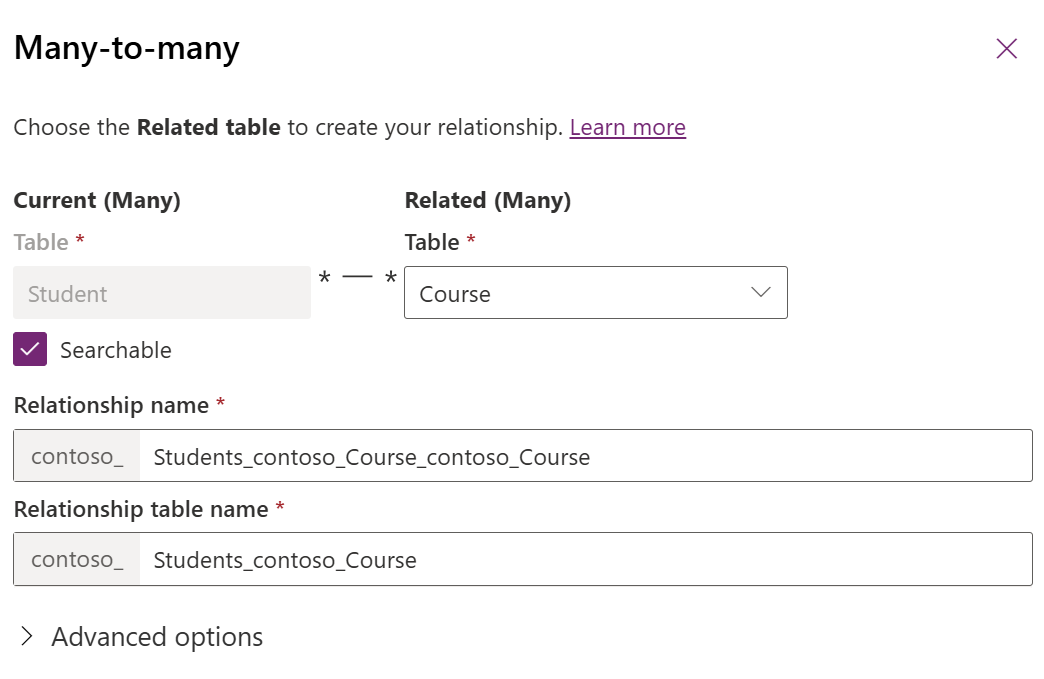 Many-to-many
Choose the Related table to create your relationship. Learn more
Current (Many)
Related (Many)
Table *
Table *
Student
* — *
Course
Searchable
Relationship name *
contoso_ Students_contoso_Course_contoso_Course
Relationship table name *
contoso_ Students_contoso_Course
Advanced options